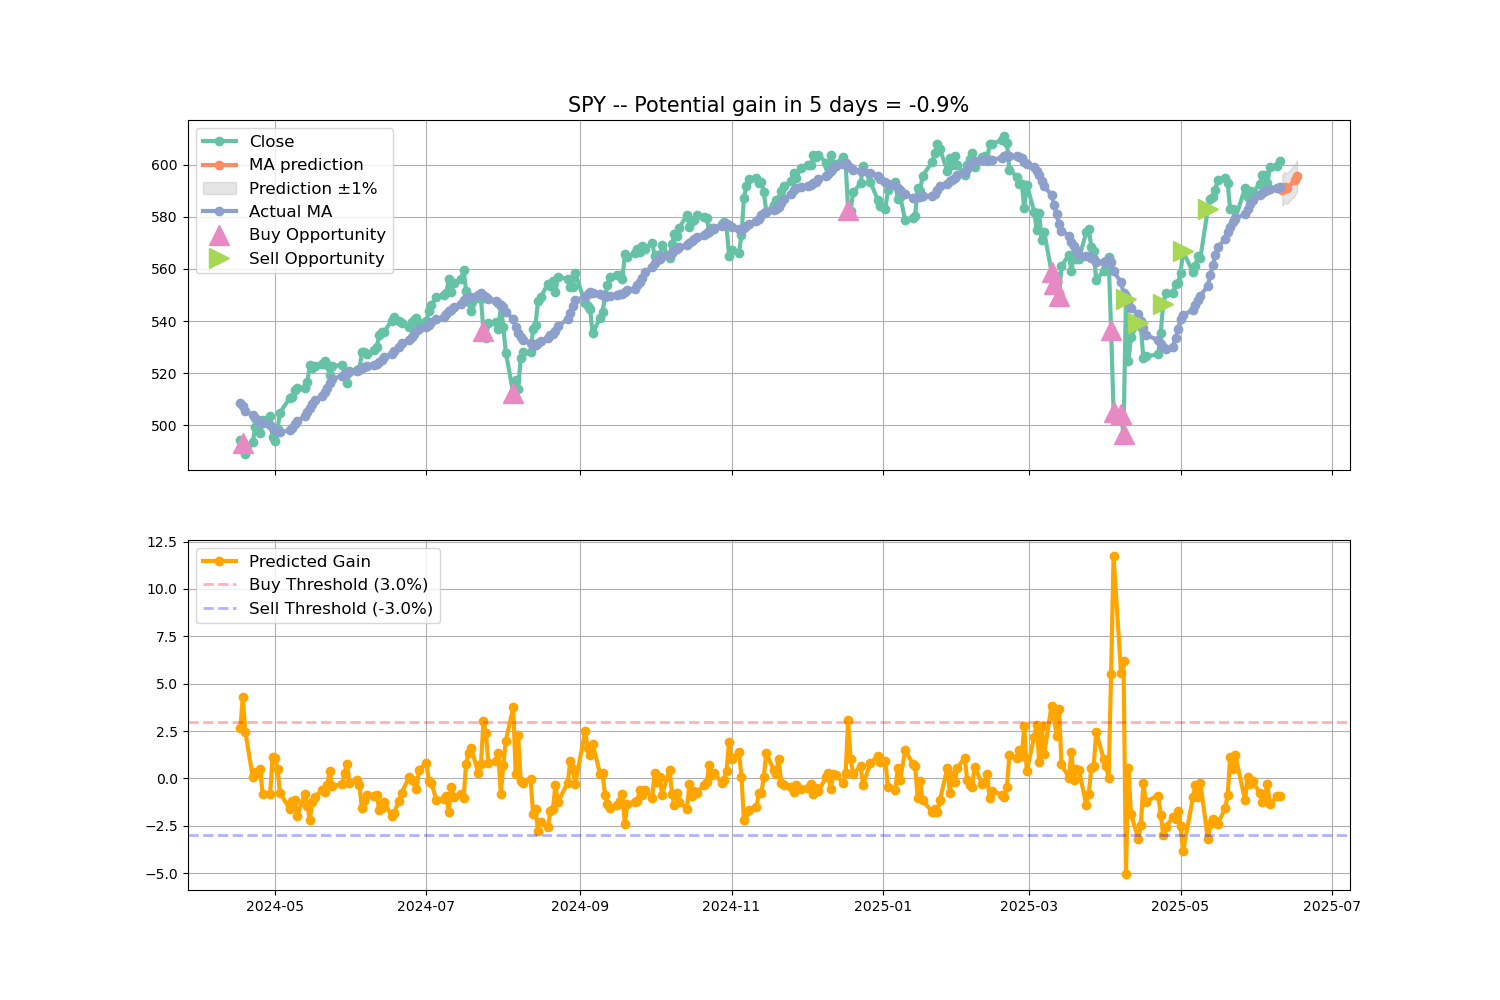 SPY -- Potential gain in 5 days = -0.9%
Close
MA prediction
Prediction ±1%
Actual MA
Buy Opportunity
Sell Opportunity
600
580
560
540
520
500
Predicted Gain
Buy Threshold (3.0%)
Sell Threshold (-3.0%)
12.5
10.0
7.5
5.0
2.5
0.0
−2.5
−5.0
2024-05 2024-07 2024-09 2024-11 2025-01 2025-03 2025-05 2025-07